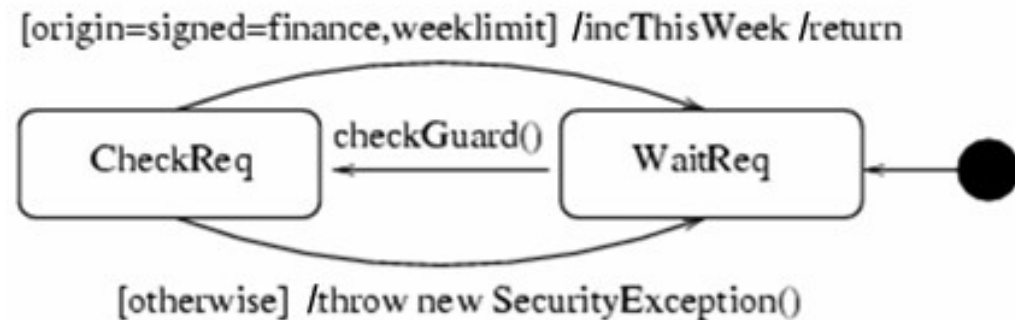 [origin=signed=finance,weeklimit] /incThisWeek /return
checkGuard()
CheckReq
WaitReq
[otherwise] /throw new SecurityException()